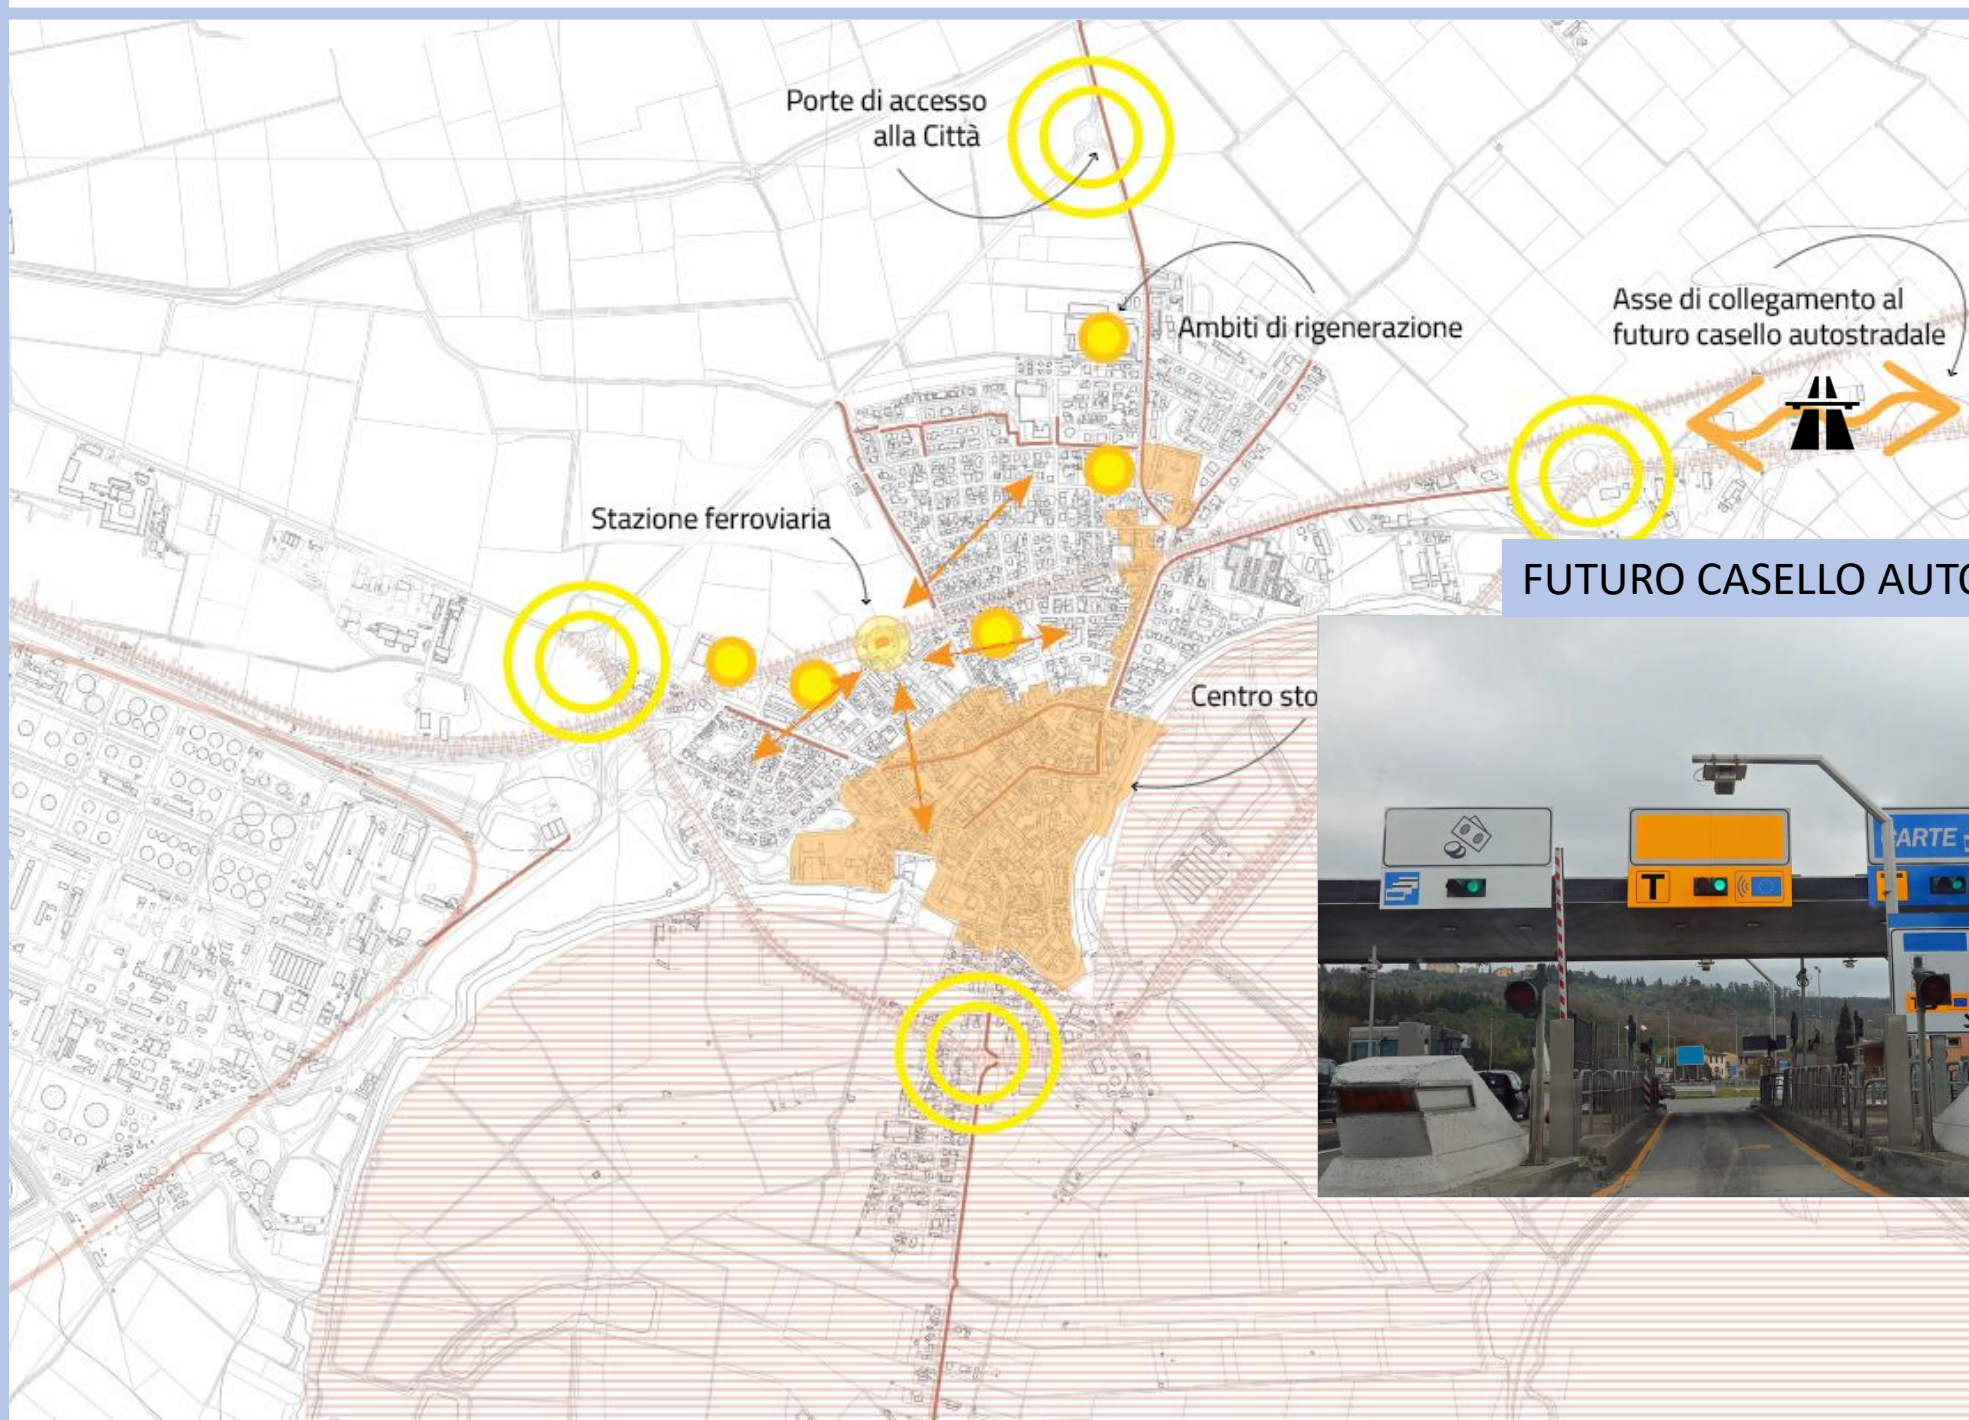 Porte di accesso
alla Città
Ambiti di rigenerazione
Asse di collegamento al
futuro casello autostradale
Stazione ferroviaria
FUTURO CASELLO AUTO
Centro sto
CARTE
T